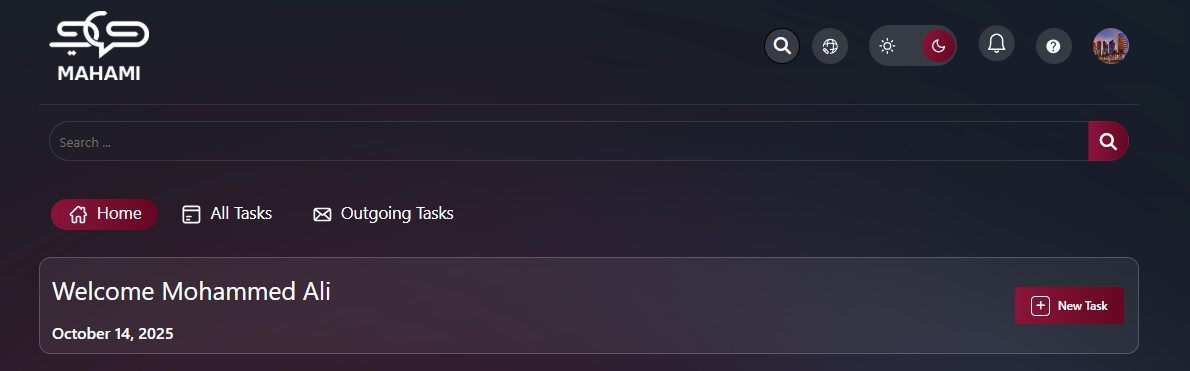 MAHAMI
Search ...
Home
All Tasks
Outgoing Tasks
Welcome Mohammed Ali
New Task
October 14, 2025